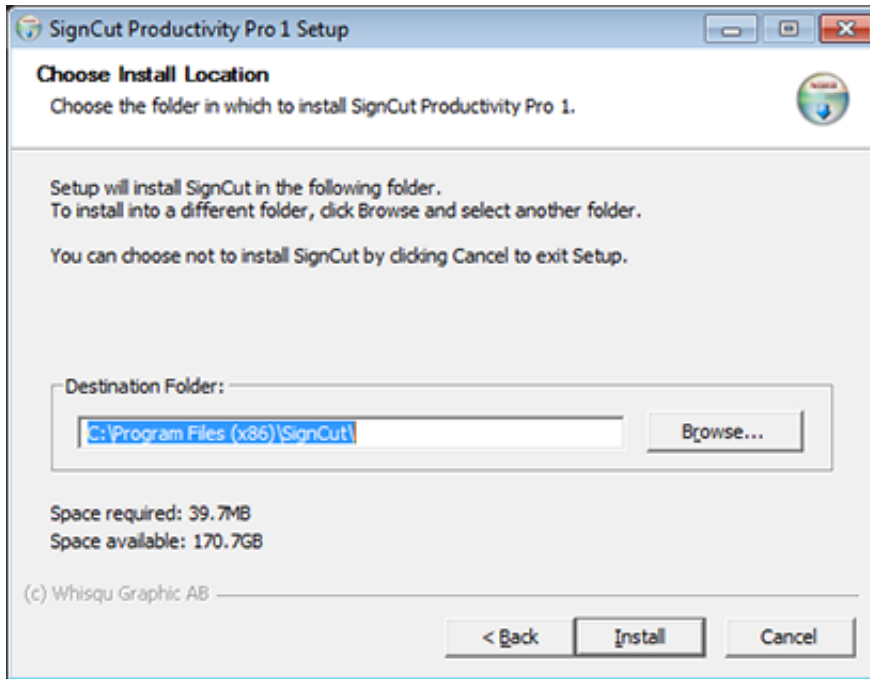 SignCut Productivity Pro 1 Setup
Choose Install Location
Choose the folder in which to install SignCut Productivity Pro 1.
Setup will install SignCut in the following folder.
To install into a different folder, click Browse and select another folder.
You can choose not to install SignCut by clicking Cancel to exit Setup.
Destination Folder:
C:\Program Files (x86)\SignCut\
Browse...
Space required: 39.7MB
Space available: 170.7GB
(c) Whisqu Graphic AB
< Back
Install
Cancel